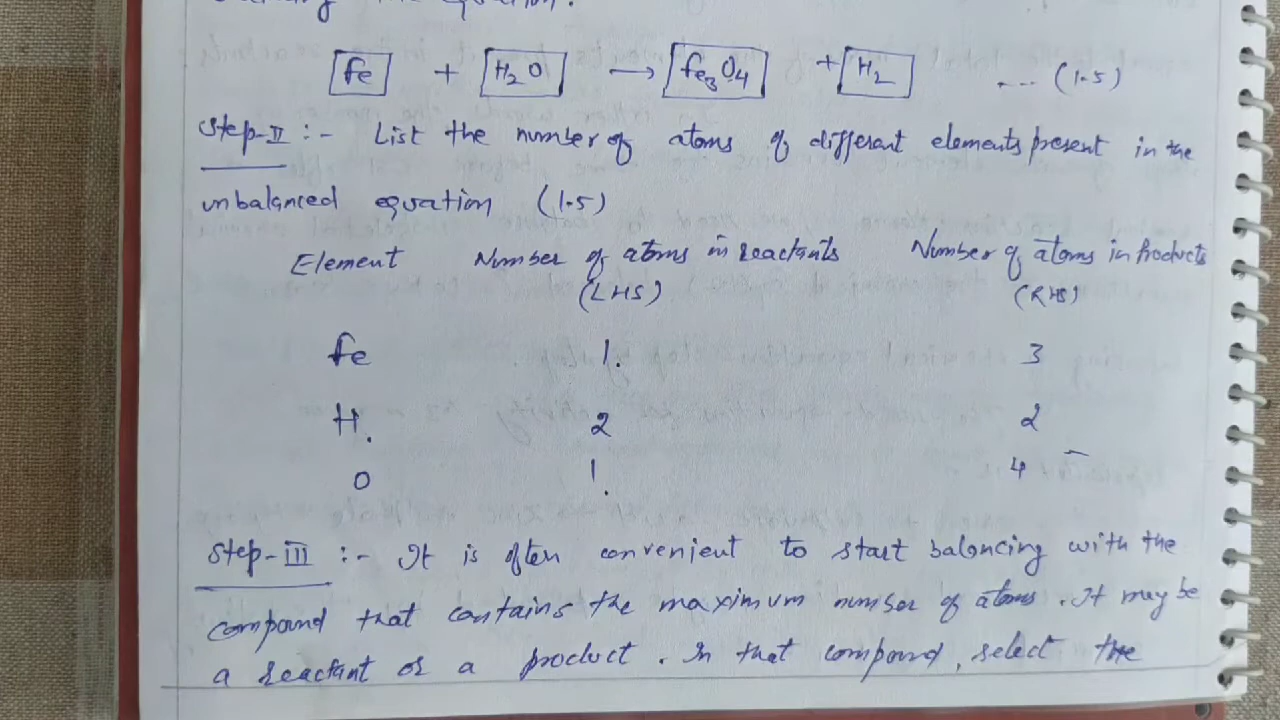 the equation.
Fe + H2O → Fe3O4 + H2 .... (1.5)
Step-II :- List the number of atoms of different elements present in the
unbalanced equation (1.5)
Element Number of atoms in reactants Number of atoms in Products
(LHS) (RHS)
Fe 1. 3
H. 2 2
O 1. 4
Step-III :- It is often convenient to start balancing with the
compound that contains the maximum number of atoms. It may be
a reactant or a product. In that compound, select the